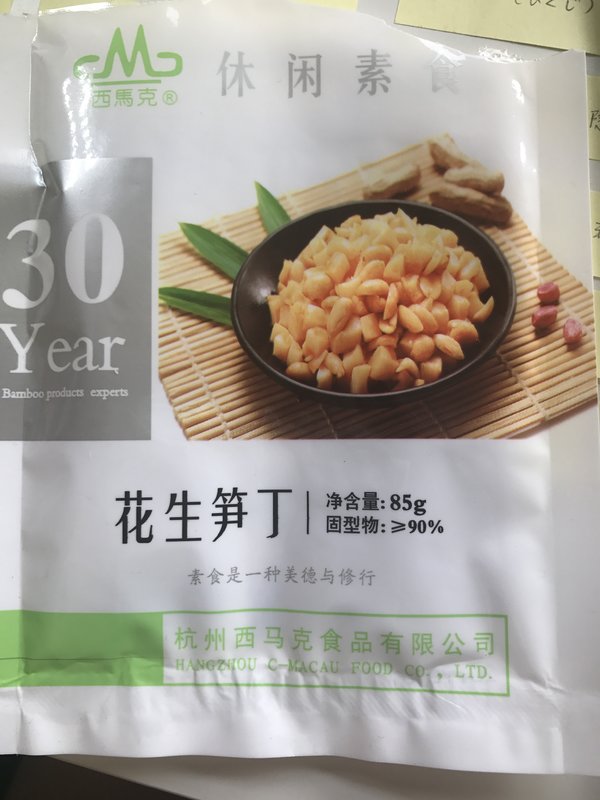 西馬克®
休闲素食
30
Year
Bamboo products experts
花生笋丁
净含量: 85g
固型物: ≥90%
素食是一种美德与修行
杭州西马克食品有限公司
HANGZHOU C-MACAU FOOD CO., LTD.